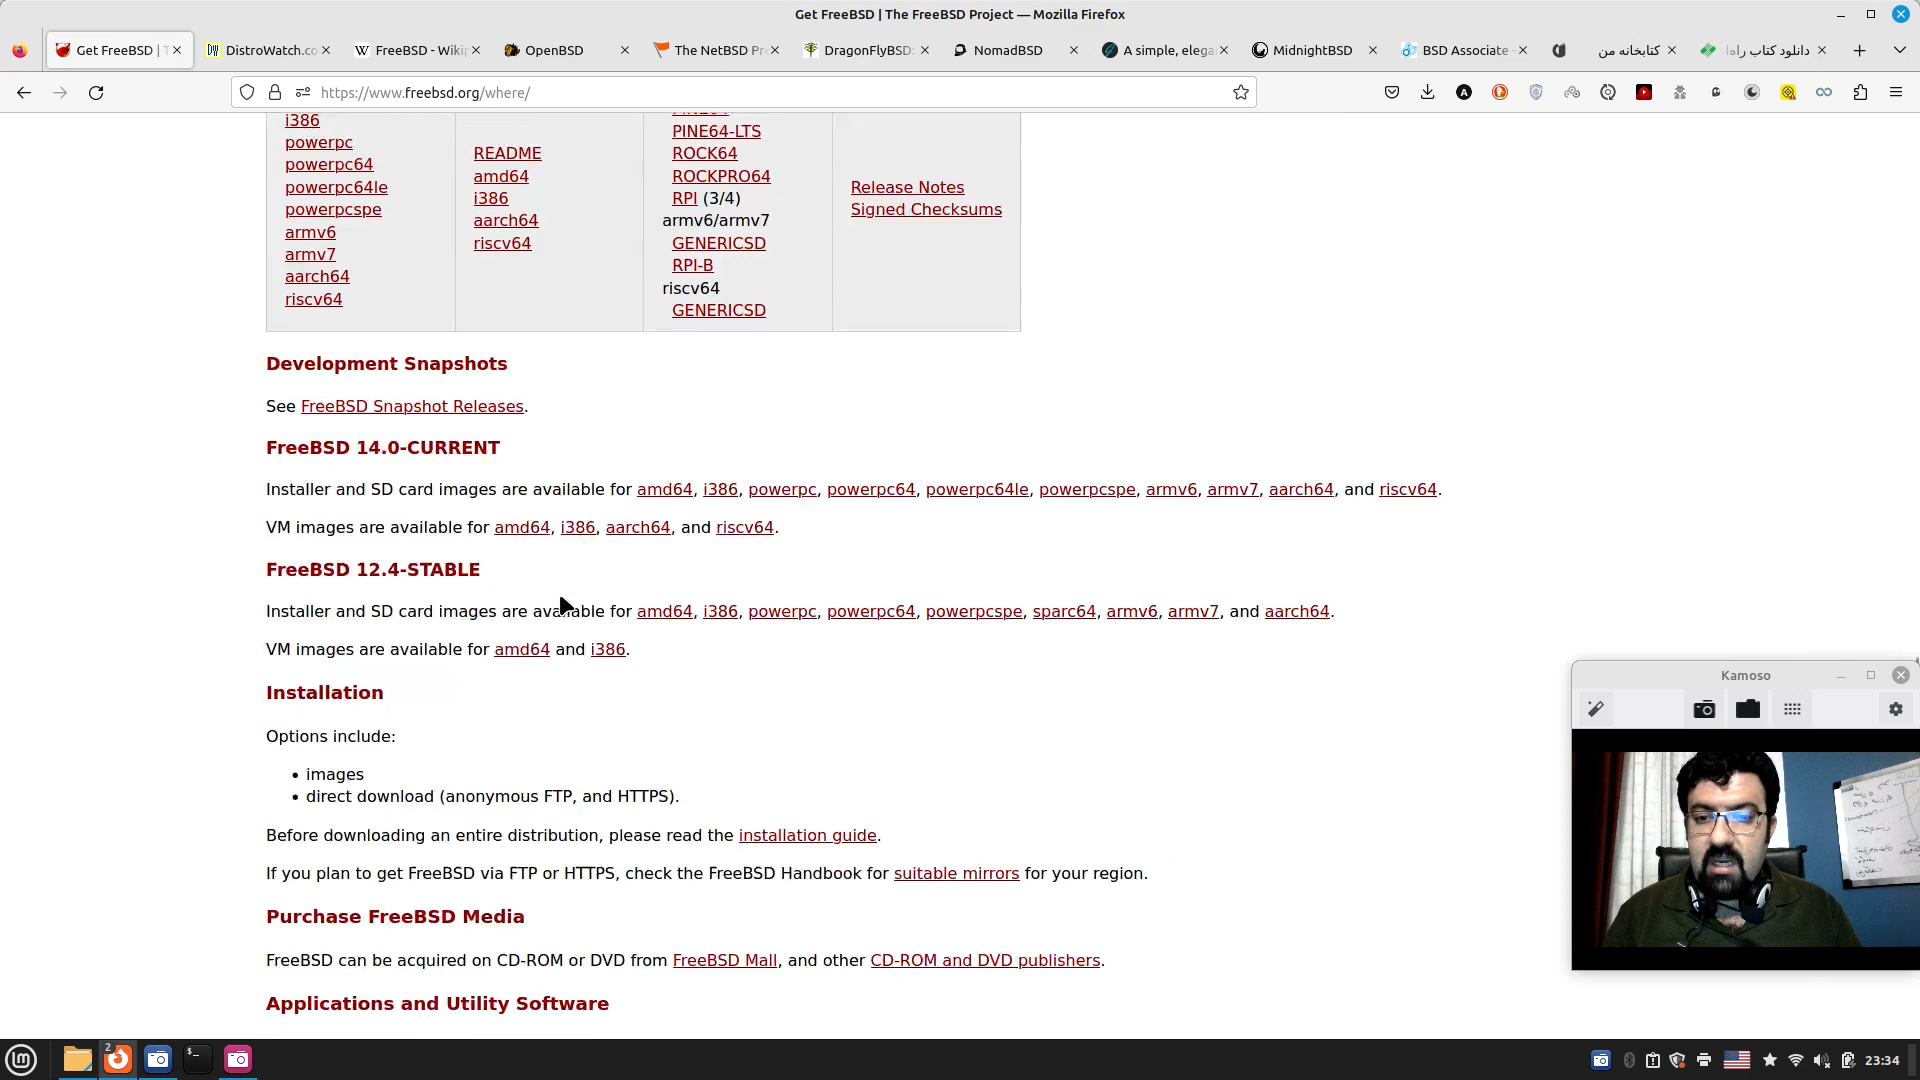 Get FreeBSD | The FreeBSD Project — Mozilla Firefox
Get FreeBSD | T
DistroWatch.co
FreeBSD - Wikip
OpenBSD
The NetBSD Pr
DragonFlyBSD:
NomadBSD
A simple, elega
MidnightBSD
BSD Associate
کتابخانه من
دانلود کتاب راه
https://www.freebsd.org/where/
i386
powerpc
powerpc64
powerpc64le
powerpcspe
armv6
armv7
aarch64
riscv64
README
amd64
i386
aarch64
riscv64
PINE64-LTS
ROCK64
ROCKPRO64
RPI (3/4)
armv6/armv7
GENERICSD
RPI-B
riscv64
GENERICSD
Release Notes
Signed Checksums
Development Snapshots
See FreeBSD Snapshot Releases.
FreeBSD 14.0-CURRENT
Installer and SD card images are available for amd64, i386, powerpc, powerpc64, powerpc64le, powerpcspe, armv6, armv7, aarch64, and riscv64.
VM images are available for amd64, i386, aarch64, and riscv64.
FreeBSD 12.4-STABLE
Installer and SD card images are available for amd64, i386, powerpc, powerpc64, powerpcspe, sparc64, armv6, armv7, and aarch64.
VM images are available for amd64 and i386.
Installation
Options include:
• images
• direct download (anonymous FTP, and HTTPS).
Before downloading an entire distribution, please read the installation guide.
If you plan to get FreeBSD via FTP or HTTPS, check the FreeBSD Handbook for suitable mirrors for your region.
Purchase FreeBSD Media
FreeBSD can be acquired on CD-ROM or DVD from FreeBSD Mall, and other CD-ROM and DVD publishers.
Applications and Utility Software
Kamoso
2
23:34